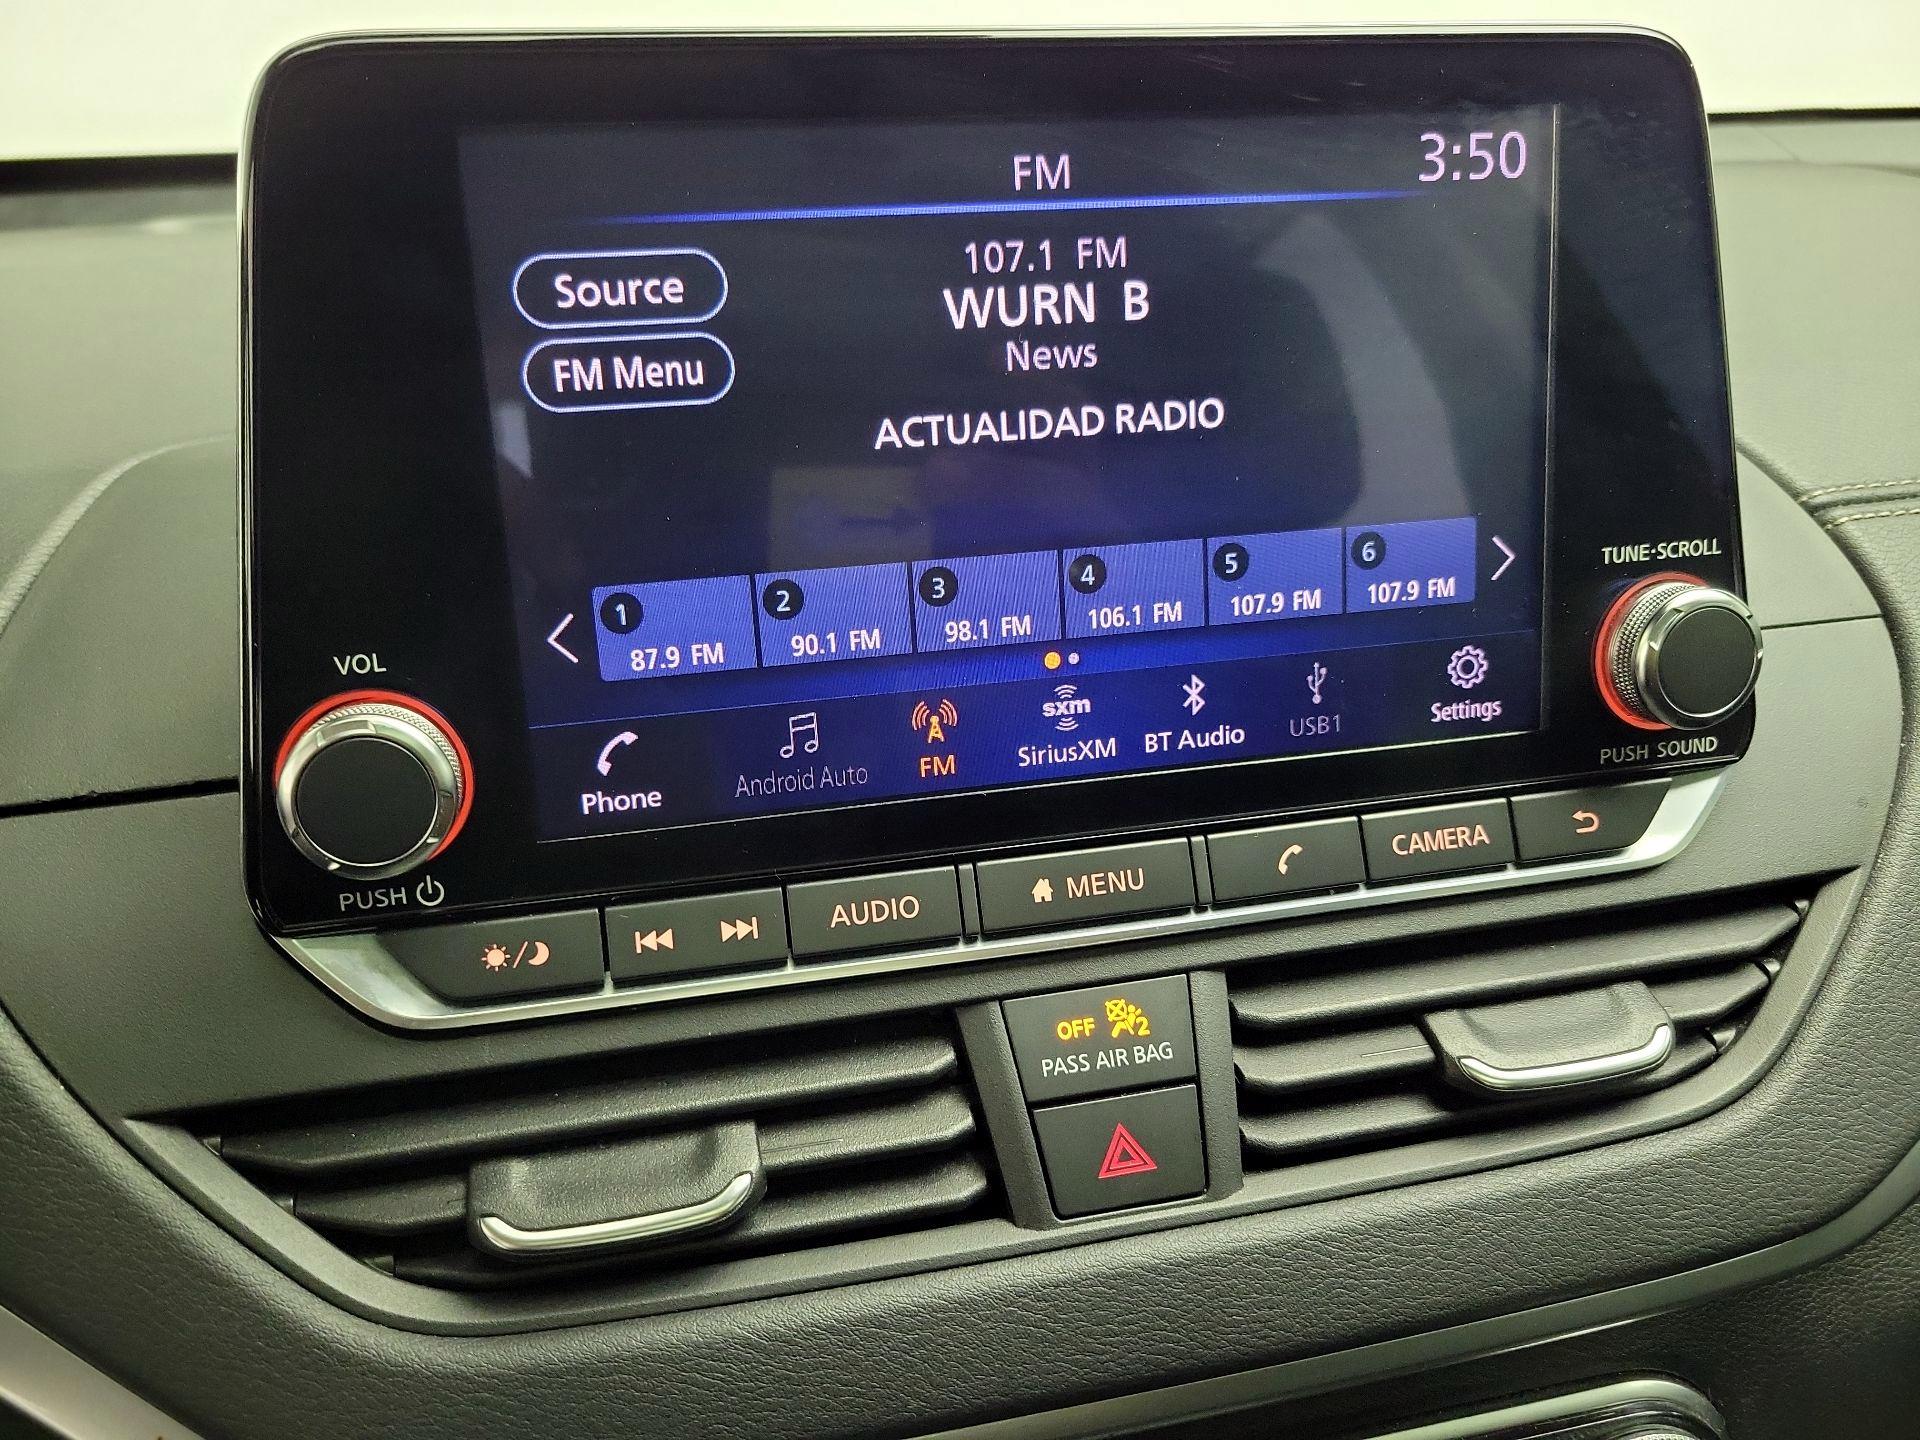 FM
3:50
Source
107.1 FM
WURN B
News
FM Menu
ACTUALIDAD RADIO
1
87.9 FM
2
90.1 FM
3
98.1 FM
4
106.1 FM
5
107.9 FM
6
107.9 FM
Phone
Android Auto
FM
sxm
SiriusXM
BT Audio
USB1
Settings
VOL
PUSH
TUNE·SCROLL
PUSH SOUND
AUDIO
MENU
CAMERA
OFF 2
PASS AIR BAG